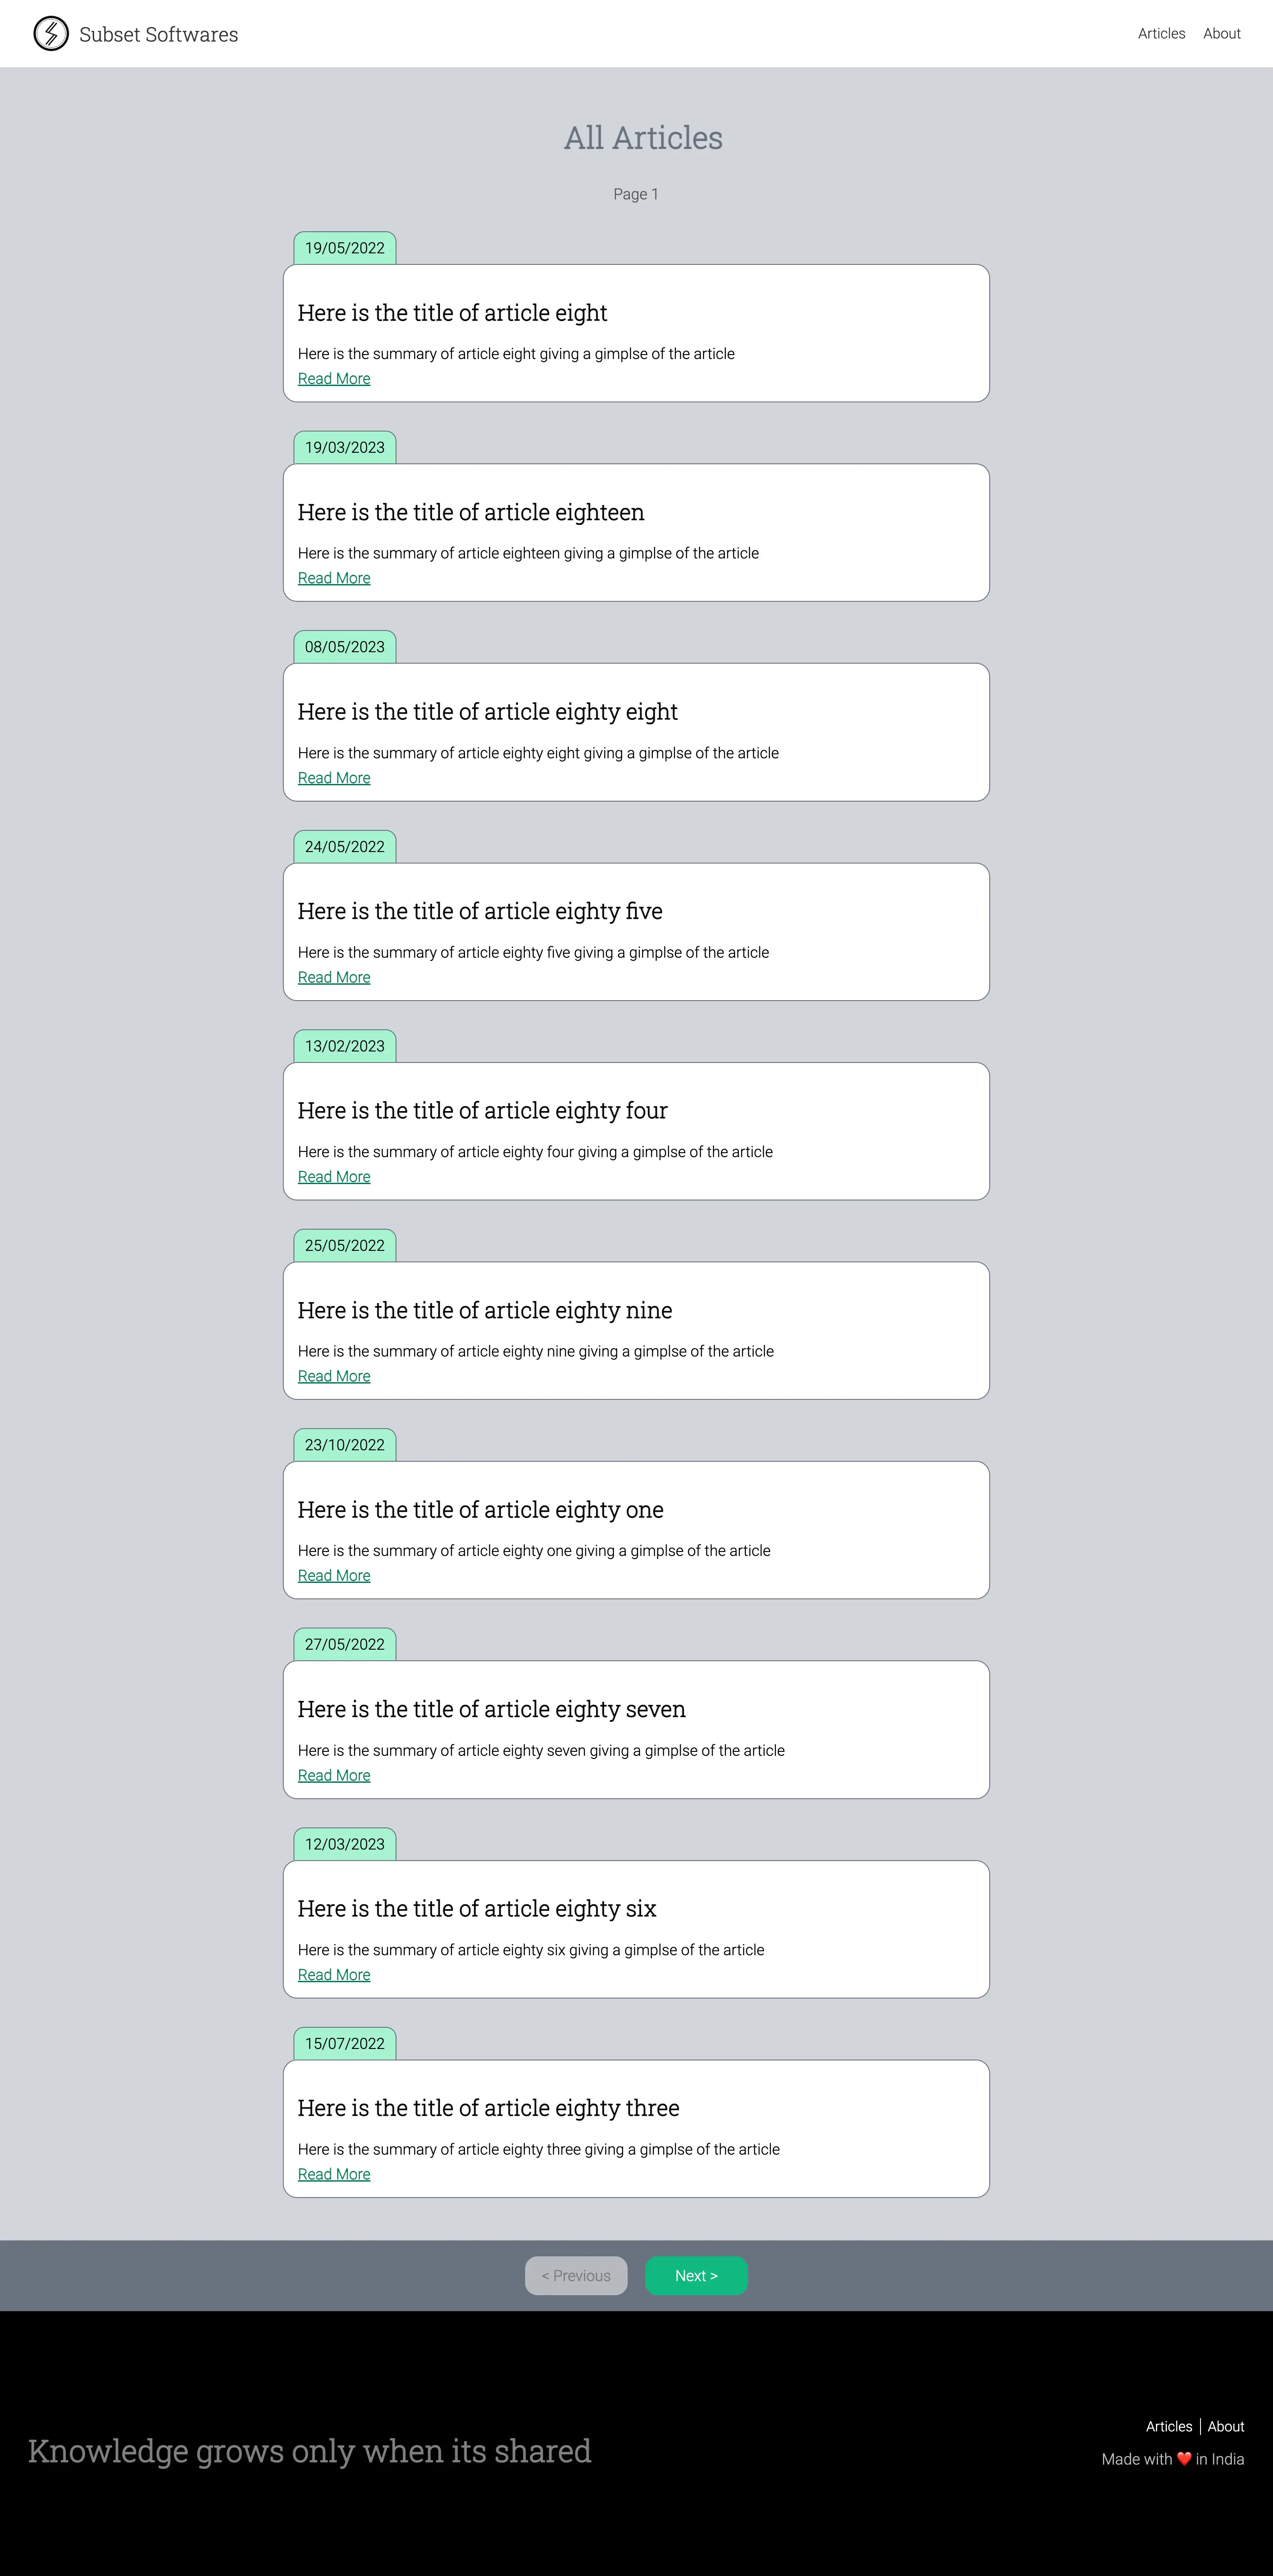 Subset Softwares
Articles About
All Articles
Page 1
19/05/2022
Here is the title of article eight
Here is the summary of article eight giving a gimplse of the article
Read More
19/03/2023
Here is the title of article eighteen
Here is the summary of article eighteen giving a gimplse of the article
Read More
08/05/2023
Here is the title of article eighty eight
Here is the summary of article eighty eight giving a gimplse of the article
Read More
24/05/2022
Here is the title of article eighty five
Here is the summary of article eighty five giving a gimplse of the article
Read More
13/02/2023
Here is the title of article eighty four
Here is the summary of article eighty four giving a gimplse of the article
Read More
25/05/2022
Here is the title of article eighty nine
Here is the summary of article eighty nine giving a gimplse of the article
Read More
23/10/2022
Here is the title of article eighty one
Here is the summary of article eighty one giving a gimplse of the article
Read More
27/05/2022
Here is the title of article eighty seven
Here is the summary of article eighty seven giving a gimplse of the article
Read More
12/03/2023
Here is the title of article eighty six
Here is the summary of article eighty six giving a gimplse of the article
Read More
15/07/2022
Here is the title of article eighty three
Here is the summary of article eighty three giving a gimplse of the article
Read More
< Previous
Next >
Knowledge grows only when its shared
Articles | About
Made with ❤️ in India